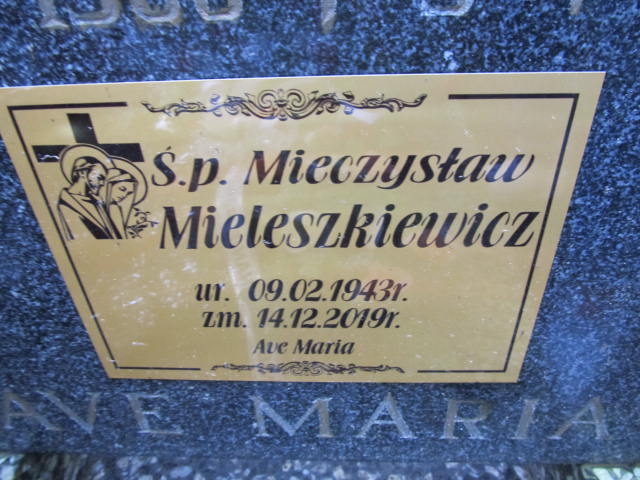 Ś.p. Mieczysław
Mieleszkiewicz
ur. 09.02.1943r.
zm. 14.12.2019r.
Ave Maria
AVE MARIA